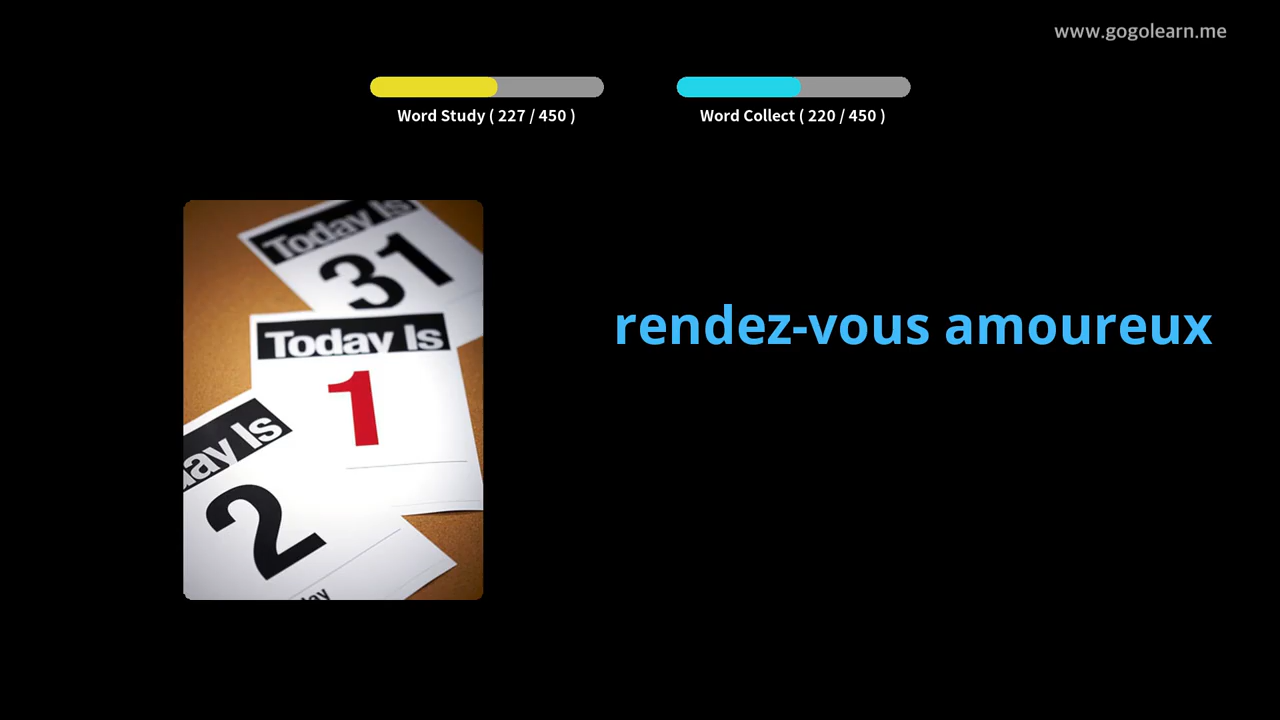 www.gogolearn.me
Word Study ( 227 / 450 )
Word Collect ( 220 / 450 )
Today Is
31
Today Is
1
ay Is
2
ay
rendez-vous amoureux